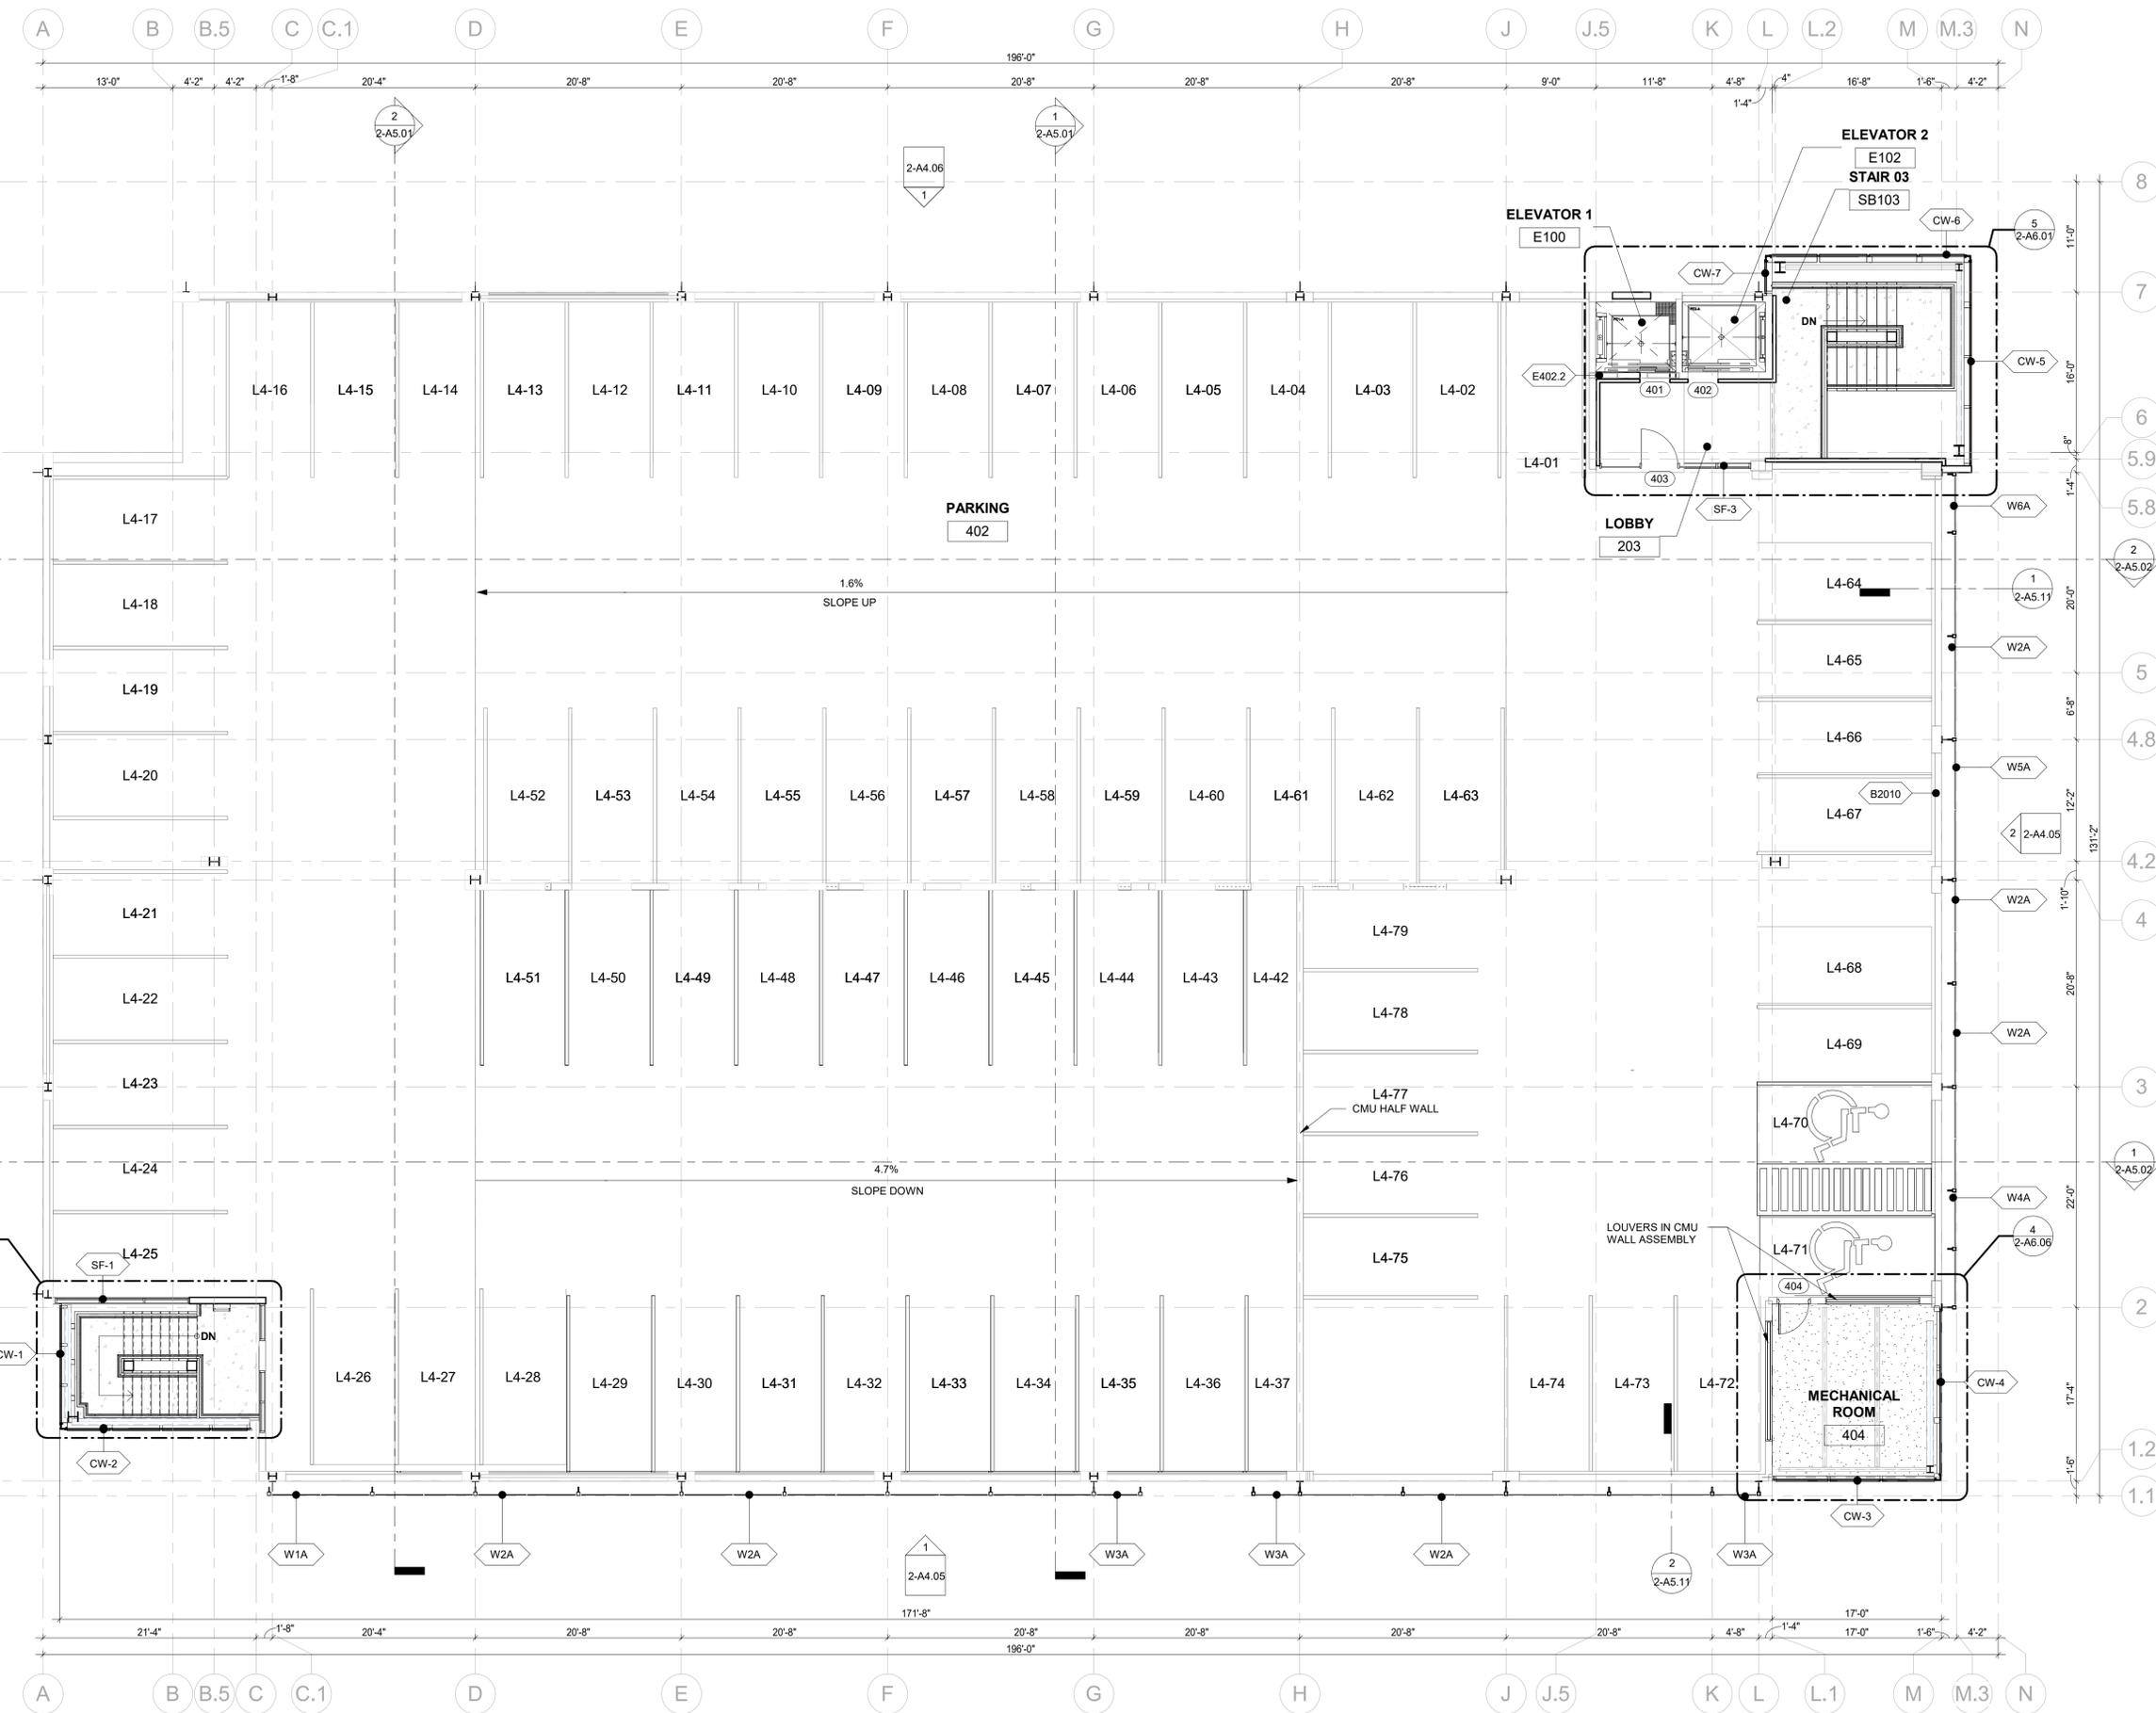 A B B.5 C C.1 D E F G H J J.5 K L L.2 M M.3 N
196'-0"
13'-0" 4'-2" 4'-2" 1'-8" 20'-4" 20'-8" 20'-8" 20'-8" 20'-8" 20'-8" 9'-0" 11'-8" 4'-8" 4" 16'-8" 1'-6" 4'-2"
1'-4"
2
2-A5.01
1
2-A5.01
2-A4.06
1
ELEVATOR 2
E102
STAIR 03
SB103
ELEVATOR 1
E100
CW-6
5
2-A6.01
CW-7
8
11'-0"
7
DN
CW-5
E402.2
401
402
16'-0"
6
8"
5.9
1'-4"
5.8
L4-16 L4-15 L4-14 L4-13 L4-12 L4-11 L4-10 L4-09 L4-08 L4-07 L4-06 L4-05 L4-04 L4-03 L4-02
L4-01
403
SF-3
W6A
LOBBY
203
PARKING
402
L4-17
L4-18
L4-19
L4-20
1.6%
SLOPE UP
2
2-A5.02
L4-64
1
2-A5.11
20'-0"
W2A
L4-65
5
6'-8"
L4-66
4.8
W5A
B2010
L4-67
12'-2"
2
2-A4.05
131'-2"
4.2
1'-10"
4
L4-52 L4-53 L4-54 L4-55 L4-56 L4-57 L4-58 L4-59 L4-60 L4-61 L4-62 L4-63
L4-21
L4-22
L4-23
L4-24
L4-25
L4-51 L4-50 L4-49 L4-48 L4-47 L4-46 L4-45 L4-44 L4-43 L4-42
L4-79
L4-78
L4-77
CMU HALF WALL
L4-76
L4-75
W2A
L4-68
20'-8"
W2A
L4-69
3
L4-70
1
2-A5.02
4.7%
SLOPE DOWN
W4A
22'-0"
LOUVERS IN CMU
WALL ASSEMBLY
L4-71
4
2-A6.06
404
2
SF-1
DN
CW-1
CW-2
L4-26 L4-27 L4-28 L4-29 L4-30 L4-31 L4-32 L4-33 L4-34 L4-35 L4-36 L4-37
L4-74 L4-73 L4-72
MECHANICAL
ROOM
404
CW-4
17'-4"
1.2
1'-6"
1.1
CW-3
W1A W2A W2A W3A W3A W2A W3A
1
2-A4.05
2
2-A5.11
171'-8" 17'-0"
21'-4" 1'-8" 20'-4" 20'-8" 20'-8" 20'-8" 20'-8" 20'-8" 20'-8" 4'-8" 1'-4" 17'-0" 1'-6" 4'-2"
196'-0"
A B B.5 C C.1 D E F G H J J.5 K L L.1 M M.3 N